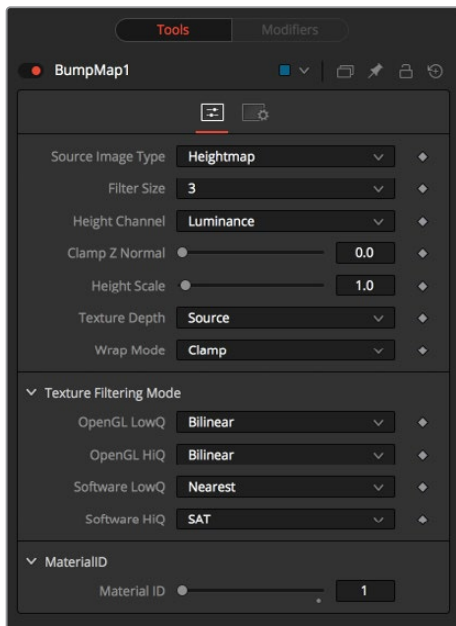 Tools Modifiers
BumpMap1
Source Image Type Heightmap
Filter Size 3
Height Channel Luminance
Clamp Z Normal 0.0
Height Scale 1.0
Texture Depth Source
Wrap Mode Clamp
Texture Filtering Mode
OpenGL LowQ Bilinear
OpenGL HiQ Bilinear
Software LowQ Nearest
Software HiQ SAT
MaterialID
Material ID 1